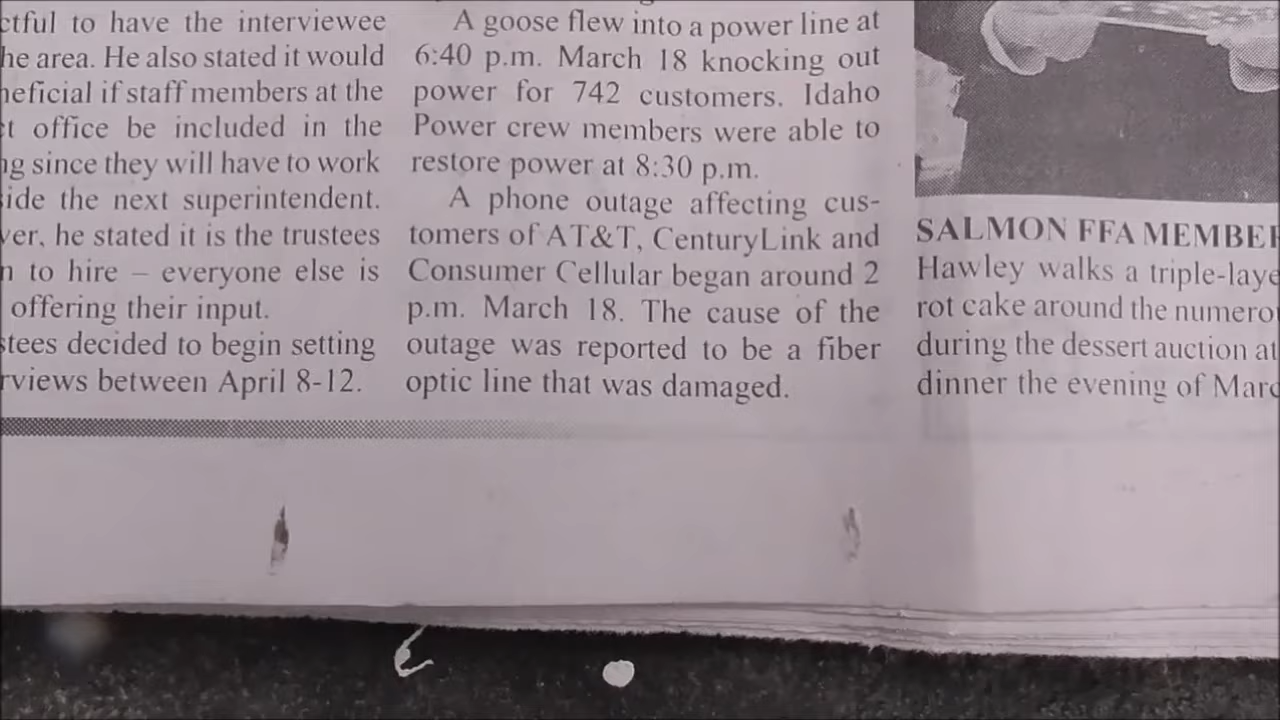 ctful to have the interviewee
he area. He also stated it would
neficial if staff members at the
ct office be included in the
ng since they will have to work
side the next superintendent.
ver, he stated it is the trustees
n to hire – everyone else is
offering their input.
stees decided to begin setting
rviews between April 8-12.
A goose flew into a power line at
6:40 p.m. March 18 knocking out
power for 742 customers. Idaho
Power crew members were able to
restore power at 8:30 p.m.
A phone outage affecting cus-
tomers of AT&T, CenturyLink and
Consumer Cellular began around 2
p.m. March 18. The cause of the
outage was reported to be a fiber
optic line that was damaged.
SALMON FFA MEMBE
Hawley walks a triple-laye
rot cake around the numero
during the dessert auction at
dinner the evening of Marc